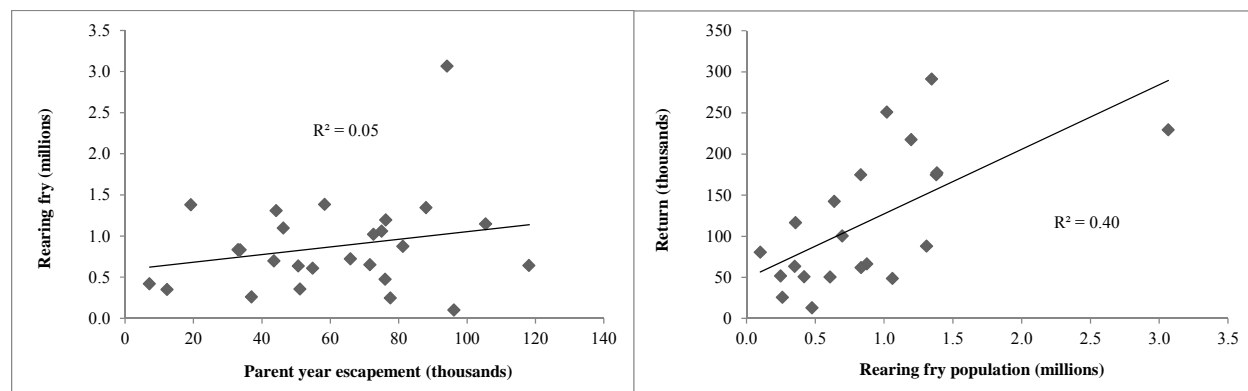 3.5
3.0
2.5
2.0
1.5
1.0
0.5
0.0
Rearing fry (millions)
R² = 0.05
0 20 40 60 80 100 120 140
Parent year escapement (thousands)
350
300
250
200
150
100
50
0
Return (thousands)
R² = 0.40
0.0 0.5 1.0 1.5 2.0 2.5 3.0 3.5
Rearing fry population (millions)